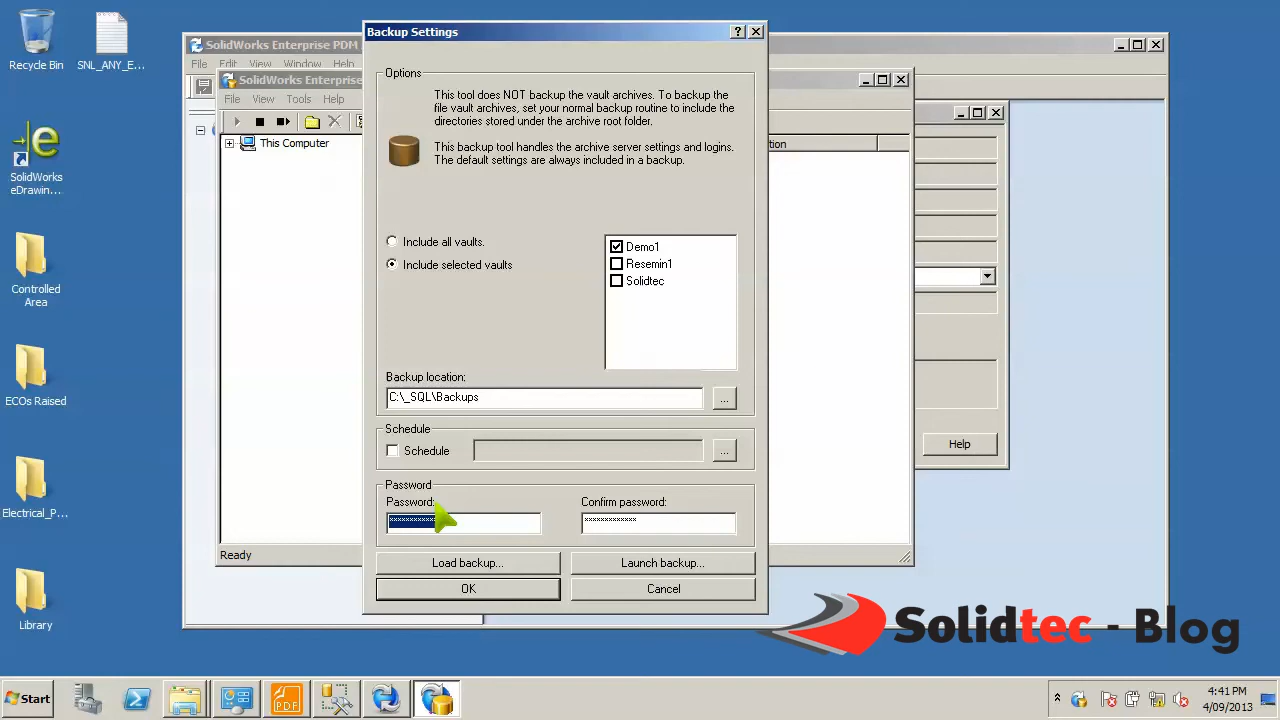 Recycle Bin
SNL_ANY_E...
SolidWorks
eDrawin...
Controlled
Area
ECOs Raised
Electrical_P...
Library
SolidWorks Enterprise PDM
File Edit View Window Help
SolidWorks Enterprise
File View Tools Help
This Computer
Ready
tion
Help
Backup Settings
Options
This tool does NOT backup the vault archives. To backup the
file vault archives, set your normal backup routine to include the
directories stored under the archive root folder.
This backup tool handles the archive server settings and logins.
The default settings are always included in a backup.
Include all vaults.
Include selected vaults
Demo1
Resemin1
Solidtec
Backup location:
C:\_SQL\Backups
...
Schedule
Schedule
...
Password
Password:
Confirm password:
Load backup...
Launch backup...
OK
Cancel
Solidtec - Blog
Start
PDF
4:41 PM
4/09/2013